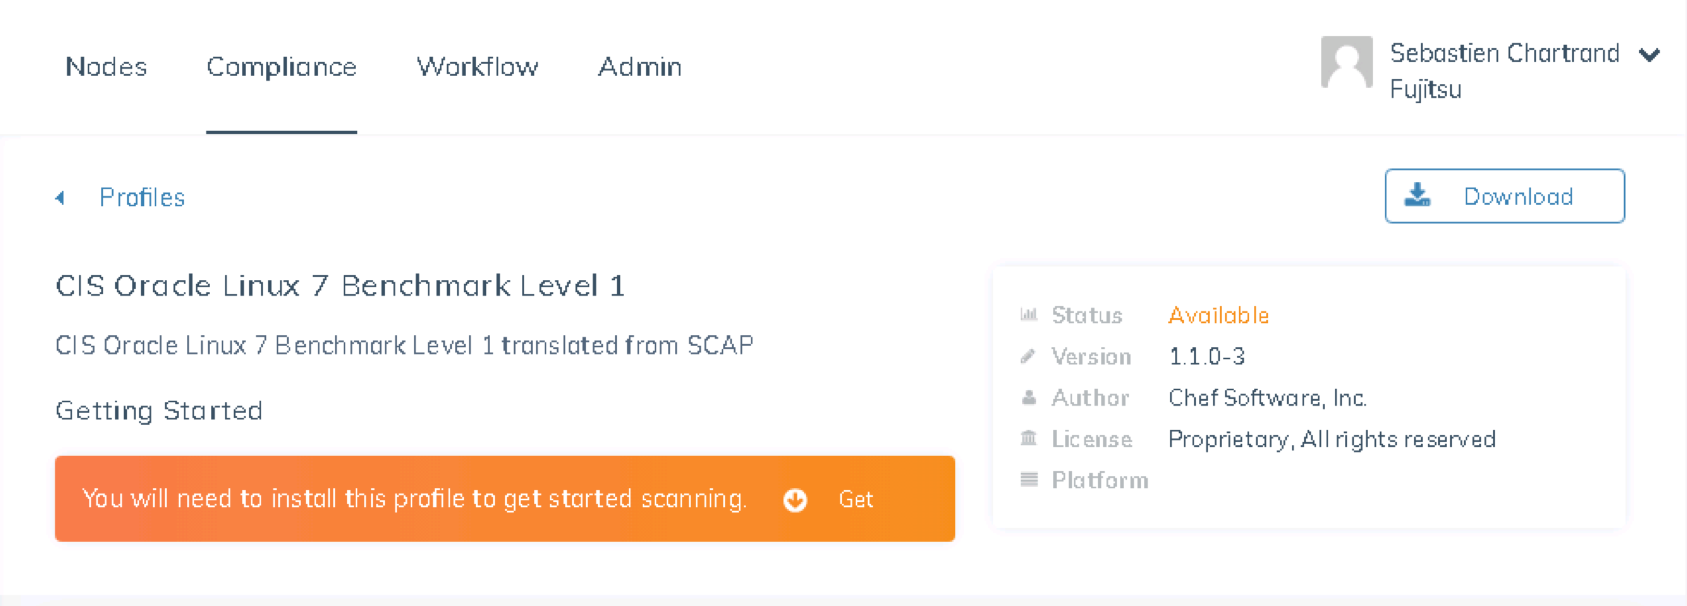 Nodes Compliance Workflow Admin
Sebastien Chartrand
Fujitsu
Profiles
Download
CIS Oracle Linux 7 Benchmark Level 1
CIS Oracle Linux 7 Benchmark Level 1 translated from SCAP
Getting Started
You will need to install this profile to get started scanning. Get
Status Available
Version 1.1.0-3
Author Chef Software, Inc.
License Proprietary, All rights reserved
Platform